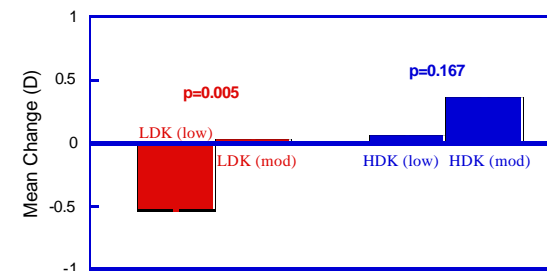 Mean Change (D)
1
0.5
0
-0.5
-1
p=0.005
p=0.167
LDK (low)
LDK (mod)
HDK (low)
HDK (mod)